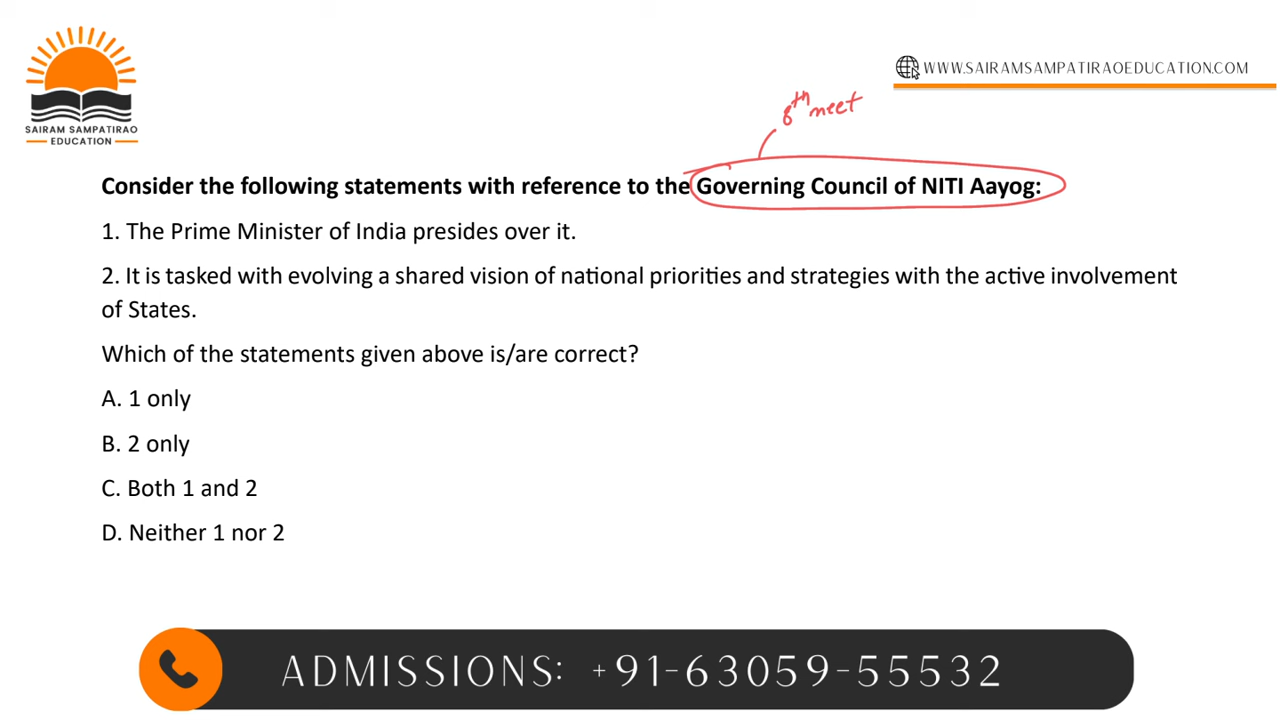 SAIRAM SAMPATIRAO
EDUCATION
WWW.SAIRAMSAMPATIRAOEDUCATION.COM
8th meet
Consider the following statements with reference to the Governing Council of NITI Aayog:
1. The Prime Minister of India presides over it.
2. It is tasked with evolving a shared vision of national priorities and strategies with the active involvement
of States.
Which of the statements given above is/are correct?
A. 1 only
B. 2 only
C. Both 1 and 2
D. Neither 1 nor 2
ADMISSIONS: +91-63059-55532